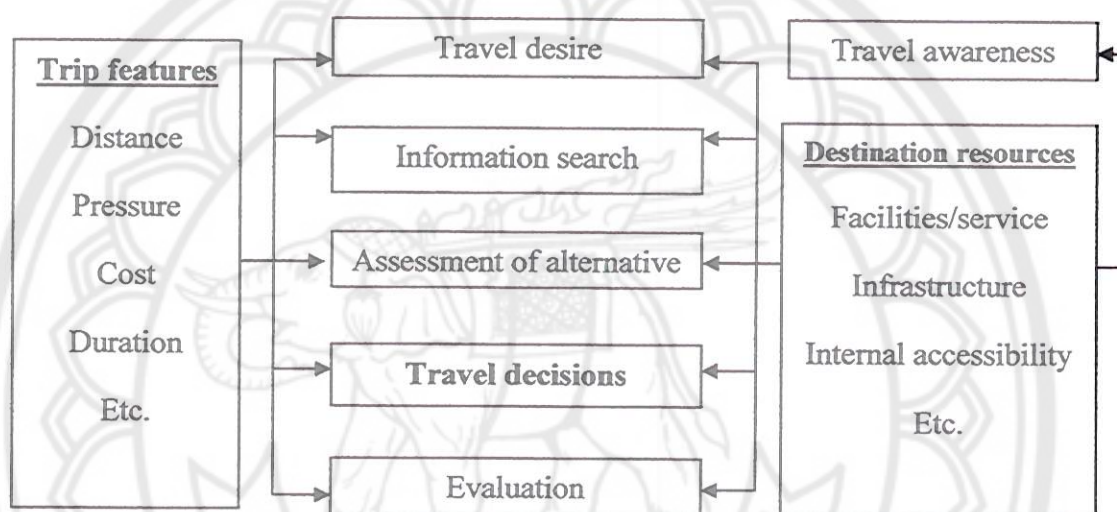 Trip features
Distance
Pressure
Cost
Duration
Etc.
Travel desire
Information search
Assessment of alternative
Travel decisions
Evaluation
Travel awareness
Destination resources
Facilities/service
Infrastructure
Internal accessibility
Etc.